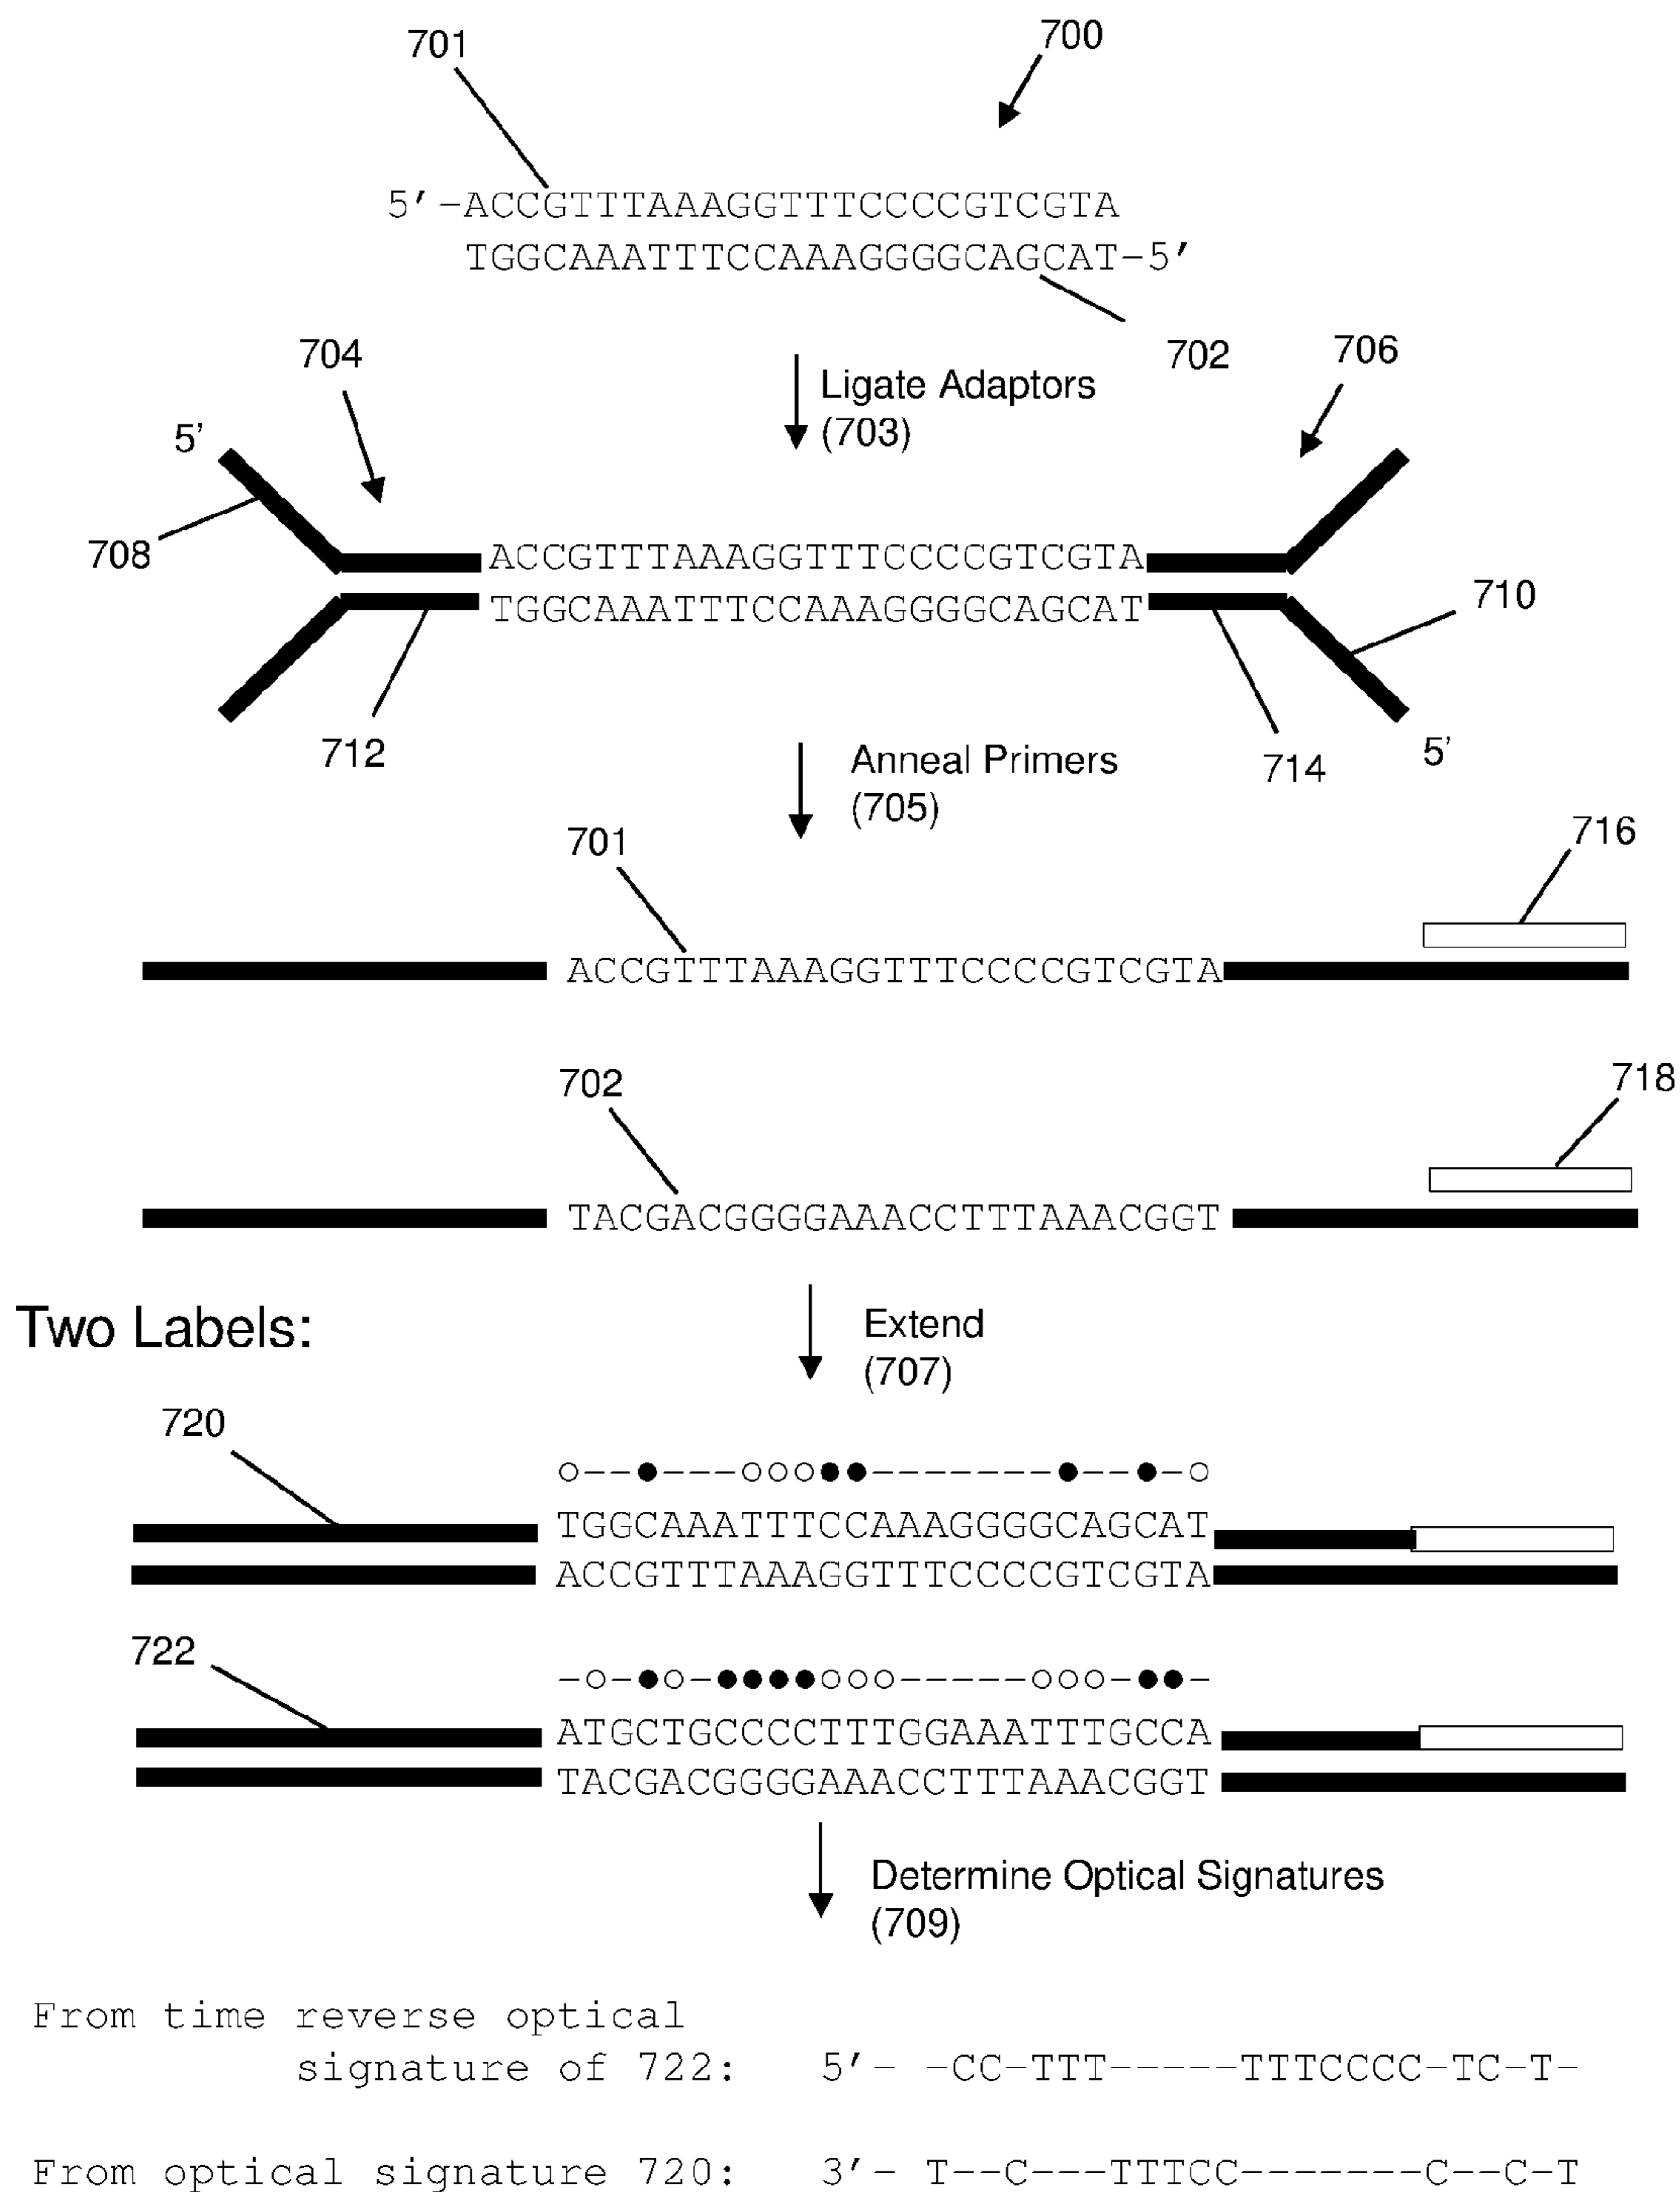 701
700
5′-ACCGTTTAAAGGTTTCCCCGTCGTA
TGGCAAATTTCCAAAGGGGCAGCAT-5′
702
704
706
Ligate Adaptors
(703)
5’
708
ACCGTTTAAAGGTTTCCCCGTCGTA
TGGCAAATTTCCAAAGGGGCAGCAT
710
712
714
5’
Anneal Primers
(705)
701
716
ACCGTTTAAAGGTTTCCCCGTCGTA
702
718
TACGACGGGGAAACCTTTAAACGGT
Two Labels:
Extend
(707)
720
TGGCAAATTTCCAAAGGGGCAGCAT
ACCGTTTAAAGGTTTCCCCGTCGTA
722
ATGCTGCCCCTTTGGAAATTTGCCA
TACGACGGGGAAACCTTTAAACGGT
Determine Optical Signatures
(709)
From time reverse optical
signature of 722: 5′- -CC-TTT-----TTTCCCC-TC-T-
From optical signature 720: 3′- T--C---TTTCC-------C--C-T